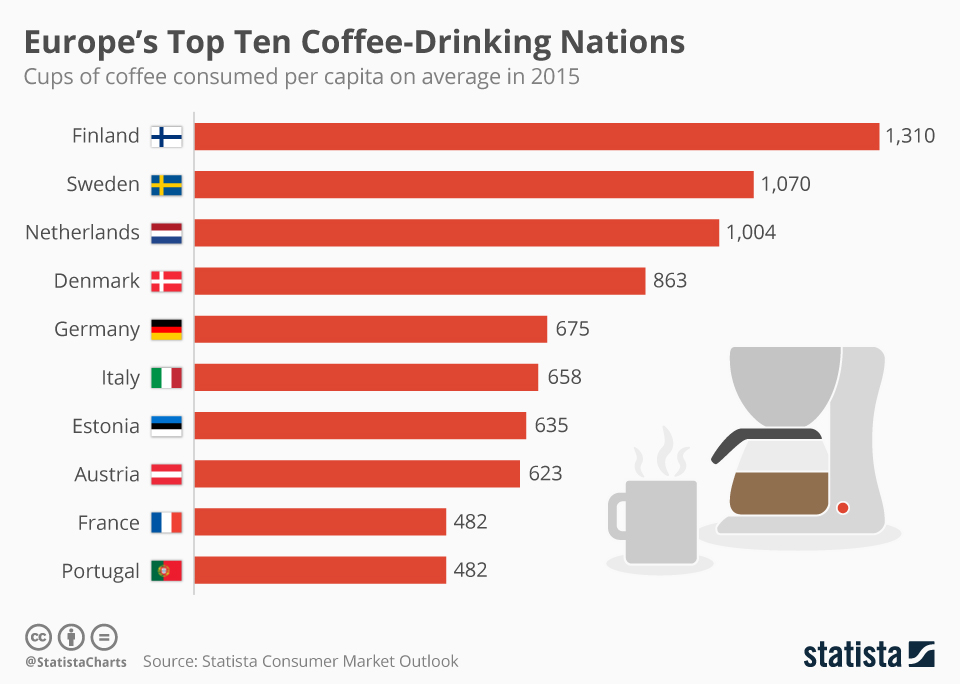 Europe’s Top Ten Coffee-Drinking Nations
Cups of coffee consumed per capita on average in 2015
Finland 1,310
Sweden 1,070
Netherlands 1,004
Denmark 863
Germany 675
Italy 658
Estonia 635
Austria 623
France 482
Portugal 482
cc
@StatistaCharts Source: Statista Consumer Market Outlook
statista